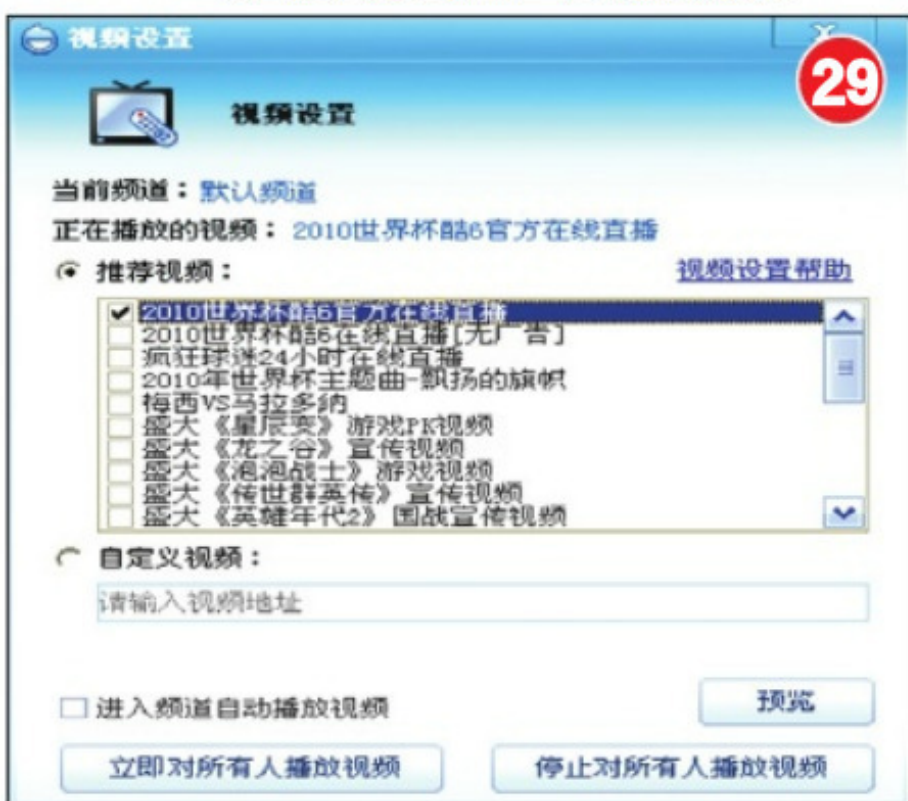 视频设置
X
29
视频设置
当前频道：默认频道
正在播放的视频：2010世界杯酷6官方在线直播
推荐视频：
视频设置帮助
2010世界杯酷6官方在线直播
2010世界杯酷6在线直播[无广告]
疯狂球迷24小时在线直播
2010年世界杯主题曲-飘扬的旗帜
梅西VS马拉多纳
盛大《星辰变》游戏PK视频
盛大《龙之谷》宣传视频
盛大《泡泡战士》游戏视频
盛大《传世群英传》宣传视频
盛大《英雄年代2》国战宣传视频
自定义视频：
请输入视频地址
进入频道自动播放视频
预览
立即对所有人播放视频
停止对所有人播放视频